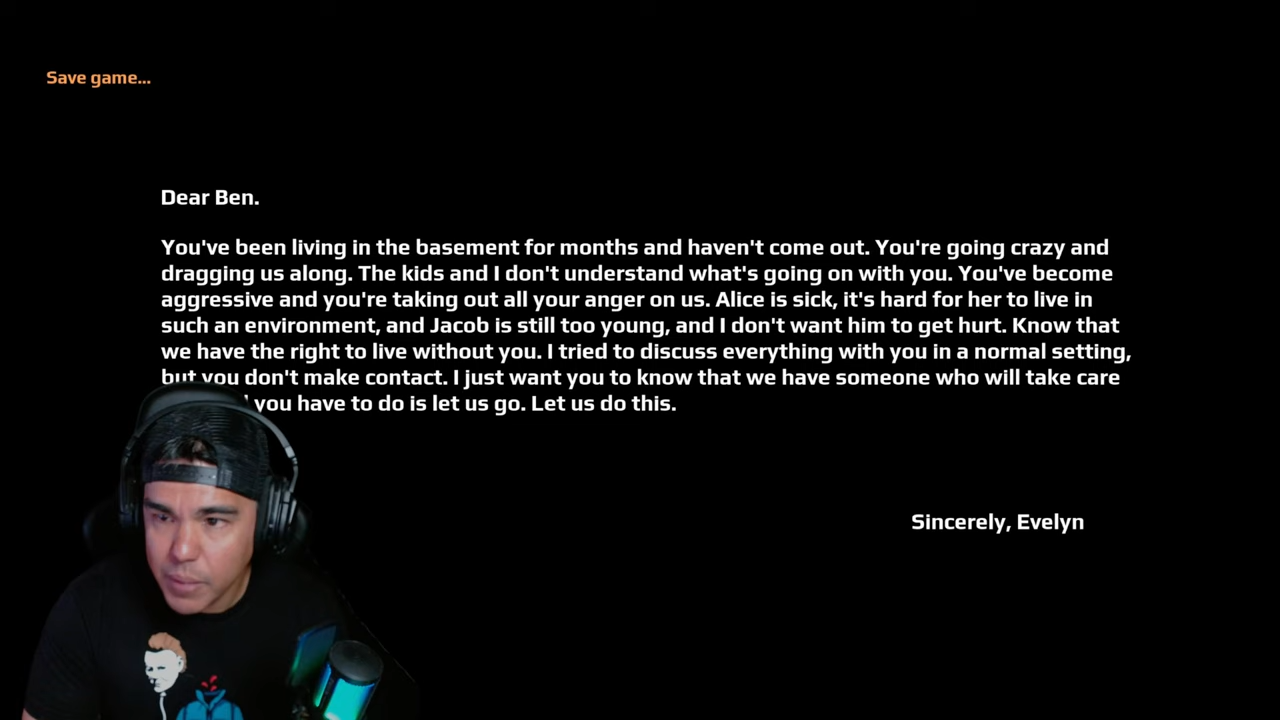 Save game...
Dear Ben.
You've been living in the basement for months and haven't come out. You're going crazy and
dragging us along. The kids and I don't understand what's going on with you. You've become
aggressive and you're taking out all your anger on us. Alice is sick, it's hard for her to live in
such an environment, and Jacob is still too young, and I don't want him to get hurt. Know that
we have the right to live without you. I tried to discuss everything with you in a normal setting,
but you don't make contact. I just want you to know that we have someone who will take care
you have to do is let us go. Let us do this.
Sincerely, Evelyn